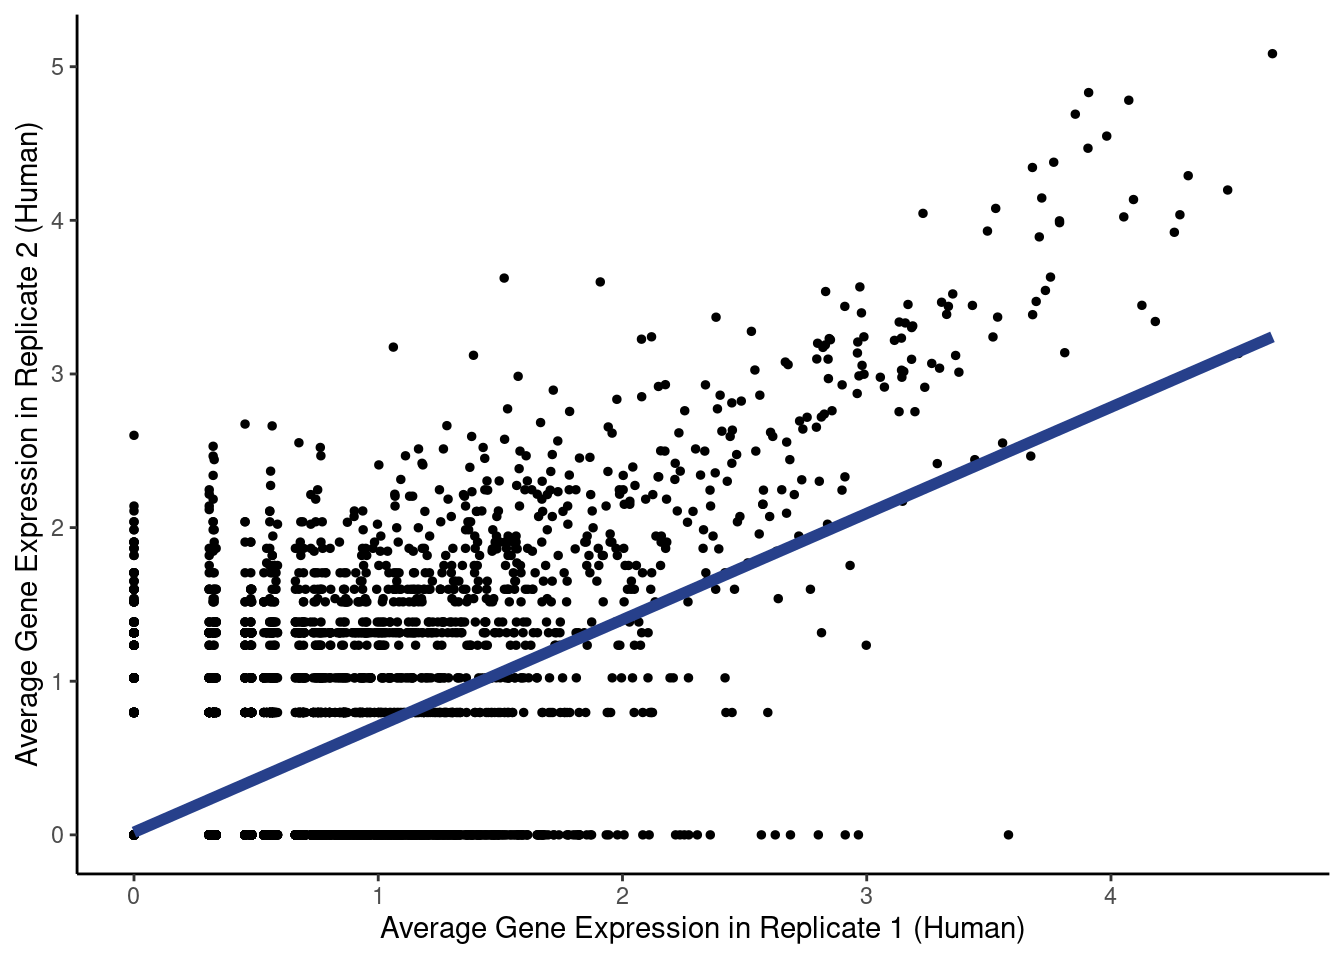 Average Gene Expression in Replicate 2 (Human)
5
4
3
2
1
0
0 1 2 3 4
Average Gene Expression in Replicate 1 (Human)